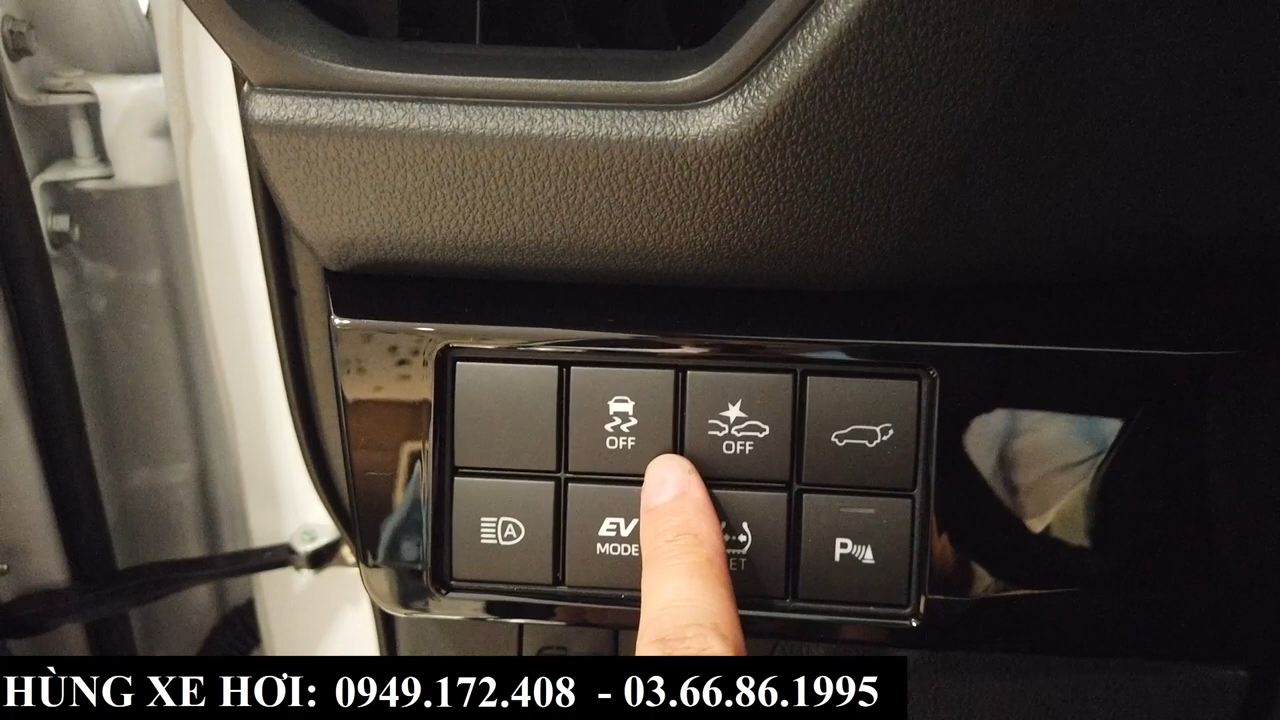 OFF
OFF
A
EV
MODE
P
HÙNG XE HƠI: 0949.172.408 - 03.66.86.1995